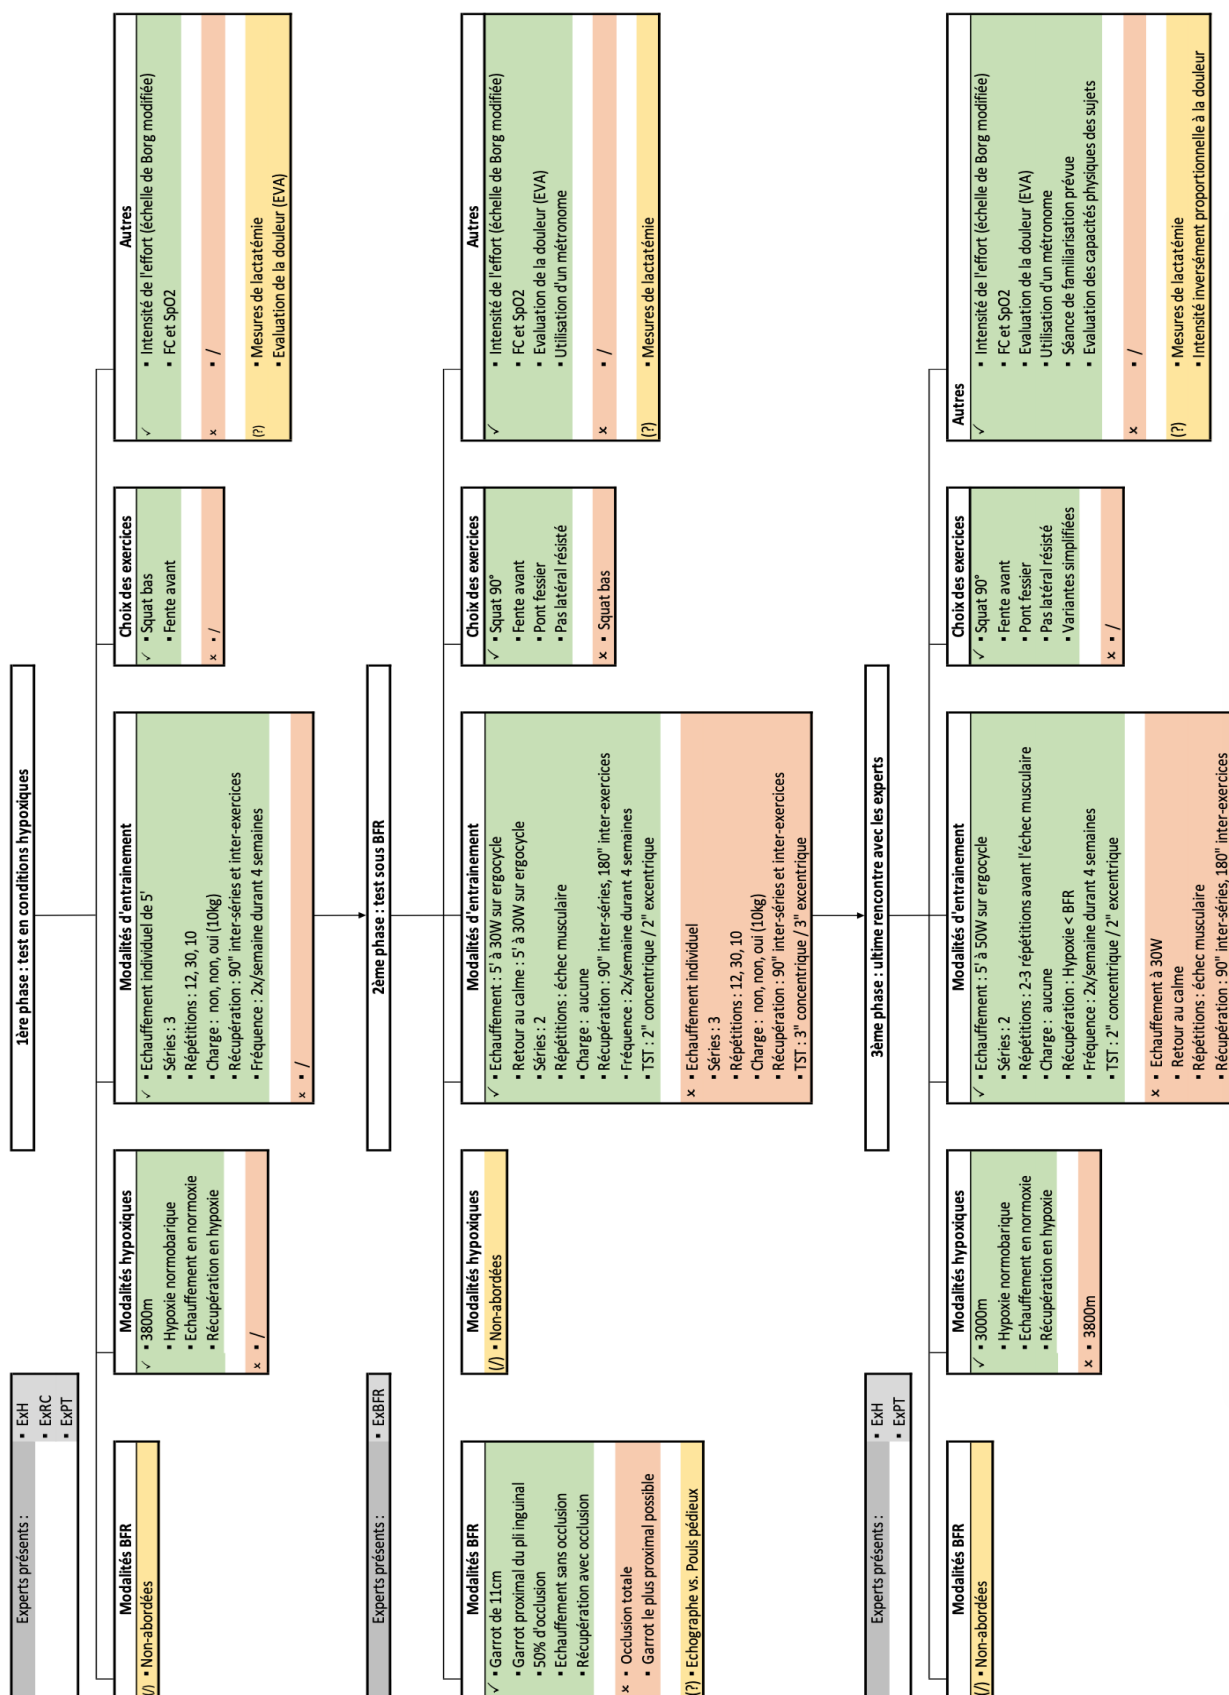 1ère phase : test en conditions hypoxiques
Experts présents :
▪ ExH
▪ ExRC
▪ ExPT
Modalités BFR
(/) ▪ Non-abordées
Modalités hypoxiques
✓ ▪ 3800m
▪ Hypoxie normobarique
▪ Echauffement en normoxie
▪ Récupération en hypoxie
× ▪ /
Modalités d'entrainement
✓ ▪ Echauffement individuel de 5'
▪ Séries : 3
▪ Répétitions : 12, 30, 10
▪ Charge : non, non, oui (10kg)
▪ Récupération : 90" inter-séries et inter-exercices
▪ Fréquence : 2x/semaine durant 4 semaines
× ▪ /
Choix des exercices
✓ ▪ Squat bas
▪ Fente avant
× ▪ /
Autres
✓ ▪ Intensité de l'effort (échelle de Borg modifiée)
▪ FC et SpO2
× ▪ /
(?) ▪ Mesures de lactatémie
▪ Evaluation de la douleur (EVA)
2ème phase : test sous BFR
Experts présents :
▪ ExBFR
Modalités BFR
✓ ▪ Garrot de 11cm
▪ Garrot proximal du pli inguinal
▪ 50% d'occlusion
▪ Echauffement sans occlusion
▪ Récupération avec occlusion
× ▪ Occlusion totale
▪ Garrot le plus proximal possible
(?) ▪ Echographe vs. Pouls pédieux
Modalités hypoxiques
(/) ▪ Non-abordées
Modalités d'entrainement
✓ ▪ Echauffement : 5' à 30W sur ergocycle
▪ Retour au calme : 5' à 30W sur ergocycle
▪ Séries : 2
▪ Répétitions : échec musculaire
▪ Charge : aucune
▪ Récupération : 90" inter-séries, 180" inter-exercices
▪ Fréquence : 2x/semaine durant 4 semaines
▪ TST : 2" concentrique / 2" excentrique
× ▪ Echauffement individuel
▪ Séries : 3
▪ Répétitions : 12, 30, 10
▪ Charge : non, non, oui (10kg)
▪ Récupération : 90" inter-séries et inter-exercices
▪ TST : 3" concentrique / 3" excentrique
Choix des exercices
✓ ▪ Squat 90°
▪ Fente avant
▪ Pont fessier
▪ Pas latéral résisté
× ▪ Squat bas
Autres
✓ ▪ Intensité de l'effort (échelle de Borg modifiée)
▪ FC et SpO2
▪ Evaluation de la douleur (EVA)
▪ Utilisation d'un métronome
× ▪ /
(?) ▪ Mesures de lactatémie
3ème phase : ultime rencontre avec les experts
Experts présents :
▪ ExH
▪ ExPT
Modalités BFR
(/) ▪ Non-abordées
Modalités hypoxiques
✓ ▪ 3000m
▪ Hypoxie normobarique
▪ Echauffement en normoxie
▪ Récupération en hypoxie
× ▪ 3800m
Modalités d'entrainement
✓ ▪ Echauffement : 5' à 50W sur ergocycle
▪ Séries : 2
▪ Répétitions : 2-3 répétitions avant l'échec musculaire
▪ Charge : aucune
▪ Récupération : Hypoxie < BFR
▪ Fréquence : 2x/semaine durant 4 semaines
▪ TST : 2" concentrique / 2" excentrique
× ▪ Echauffement à 30W
▪ Retour au calme
▪ Répétitions : échec musculaire
▪ Récupération : 90" inter-séries, 180" inter-exercices
Choix des exercices
✓ ▪ Squat 90°
▪ Fente avant
▪ Pont fessier
▪ Pas latéral résisté
▪ Variantes simplifiées
× ▪ /
Autres
✓ ▪ Intensité de l'effort (échelle de Borg modifiée)
▪ FC et SpO2
▪ Evaluation de la douleur (EVA)
▪ Utilisation d'un métronome
▪ Séance de familiarisation prévue
▪ Evaluation des capacités physiques des sujets
× ▪ /
(?) ▪ Mesures de lactatémie
▪ Intensité inversément proportionnelle à la douleur